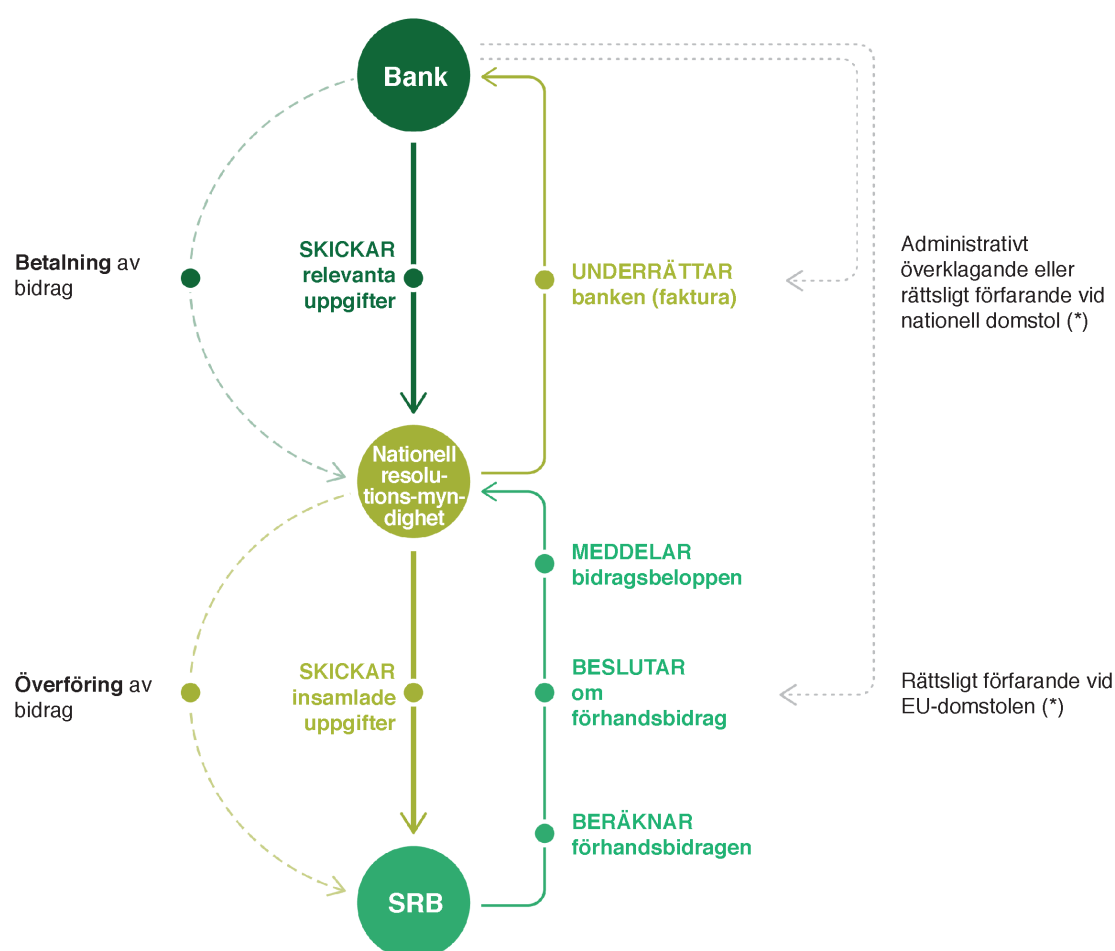 Bank
Betalning av
bidrag
SKICKAR
relevanta
uppgifter
UNDERRÄTTAR
banken (faktura)
Administrativt
överklagande eller
rättsligt förfarande vid
nationell domstol (*)
Nationell
resolu-
tions-myn-
dighet
MEDDELAR
bidragsbeloppen
Överföring av
bidrag
SKICKAR
insamlade
uppgifter
BESLUTAR
om
förhandsbidrag
Rättsligt förfarande vid
EU-domstolen (*)
BERÄKNAR
förhandsbidragen
SRB